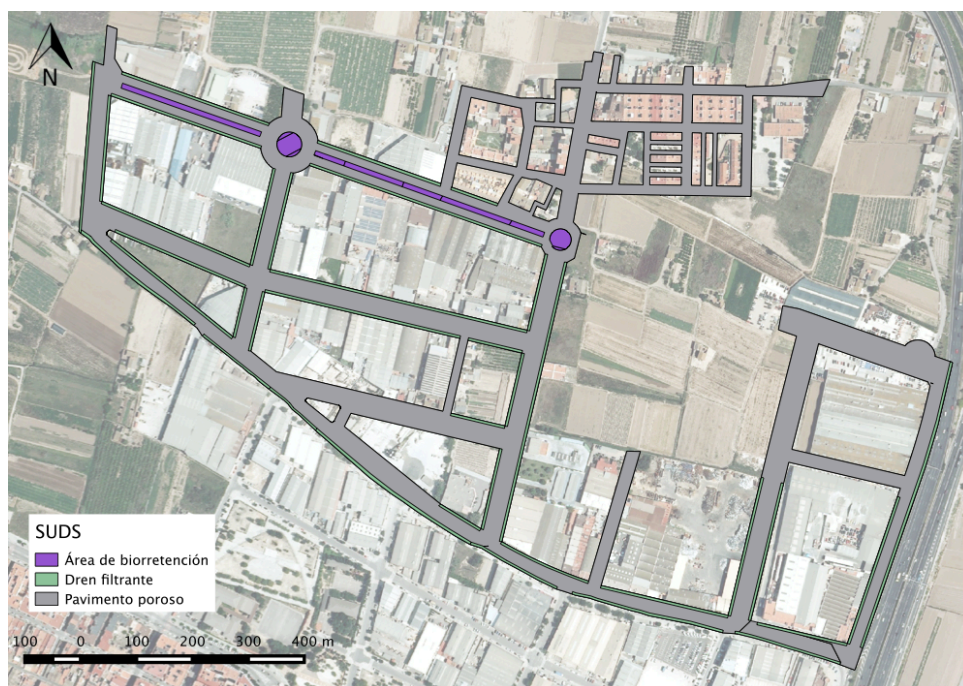 N
SUDS
Área de biorretención
Dren filtrante
Pavimento poroso
100 0 100 200 300 400 m